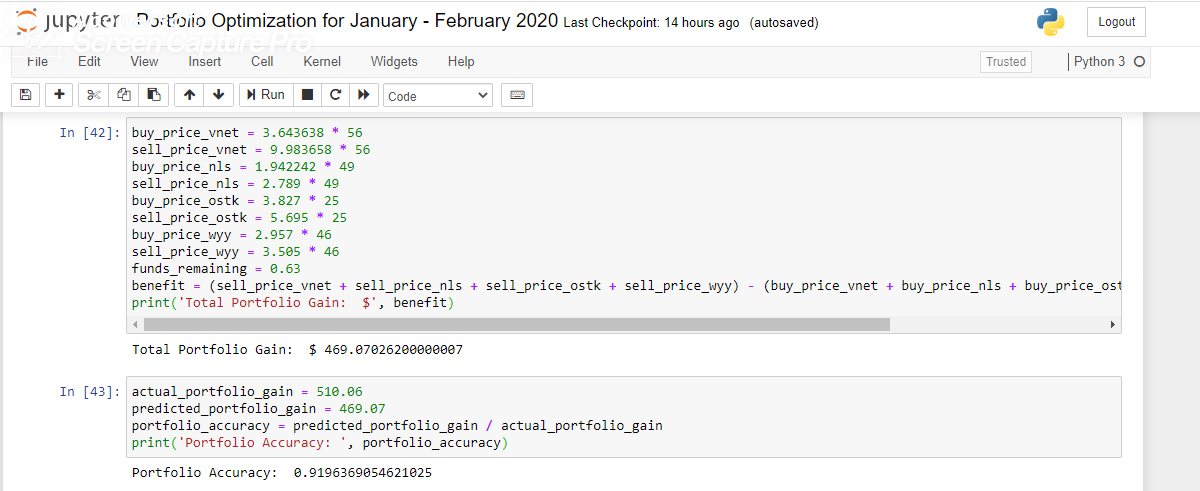 jupyter Portfolio Optimization for January - February 2020 Last Checkpoint: 14 hours ago (autosaved)
Logout
Screen Capture Pro
File Edit View Insert Cell Kernel Widgets Help
Trusted Python 3
Run Code
In [42]: buy_price_vnet = 3.643638 * 56
sell_price_vnet = 9.983658 * 56
buy_price_nls = 1.942242 * 49
sell_price_nls = 2.789 * 49
buy_price_ostk = 3.827 * 25
sell_price_ostk = 5.695 * 25
buy_price_wyy = 2.957 * 46
sell_price_wyy = 3.505 * 46
funds_remaining = 0.63
benefit = (sell_price_vnet + sell_price_nls + sell_price_ostk + sell_price_wyy) - (buy_price_vnet + buy_price_nls + buy_price_ost
print('Total Portfolio Gain:  $', benefit)
Total Portfolio Gain:  $ 469.07026200000007
In [43]: actual_portfolio_gain = 510.06
predicted_portfolio_gain = 469.07
portfolio_accuracy = predicted_portfolio_gain / actual_portfolio_gain
print('Portfolio Accuracy: ', portfolio_accuracy)
Portfolio Accuracy:  0.9196369054621025